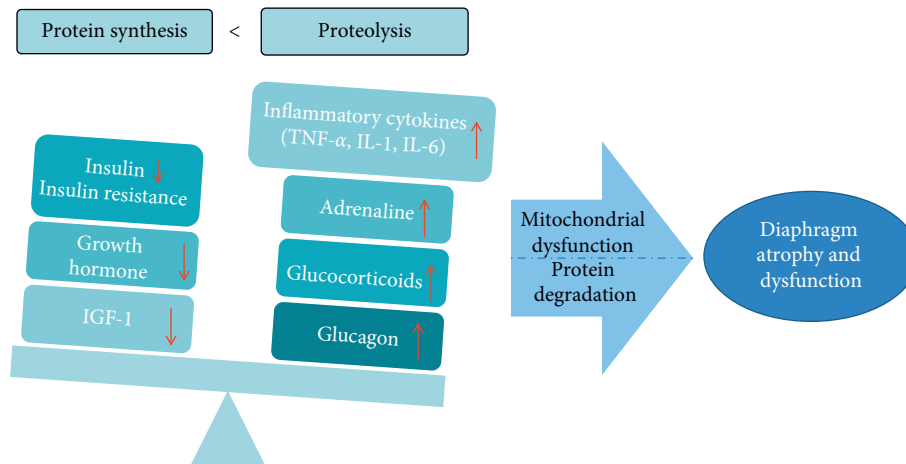 Protein synthesis < Proteolysis
Insulin ↓
Insulin resistance
Growth
hormone ↓
IGF-1 ↓
Inflammatory cytokines
(TNF-α, IL-1, IL-6) ↑
Adrenaline ↑
Glucocorticoids ↑
Glucagon ↑
Mitochondrial
dysfunction
Protein
degradation
Diaphragm
atrophy and
dysfunction